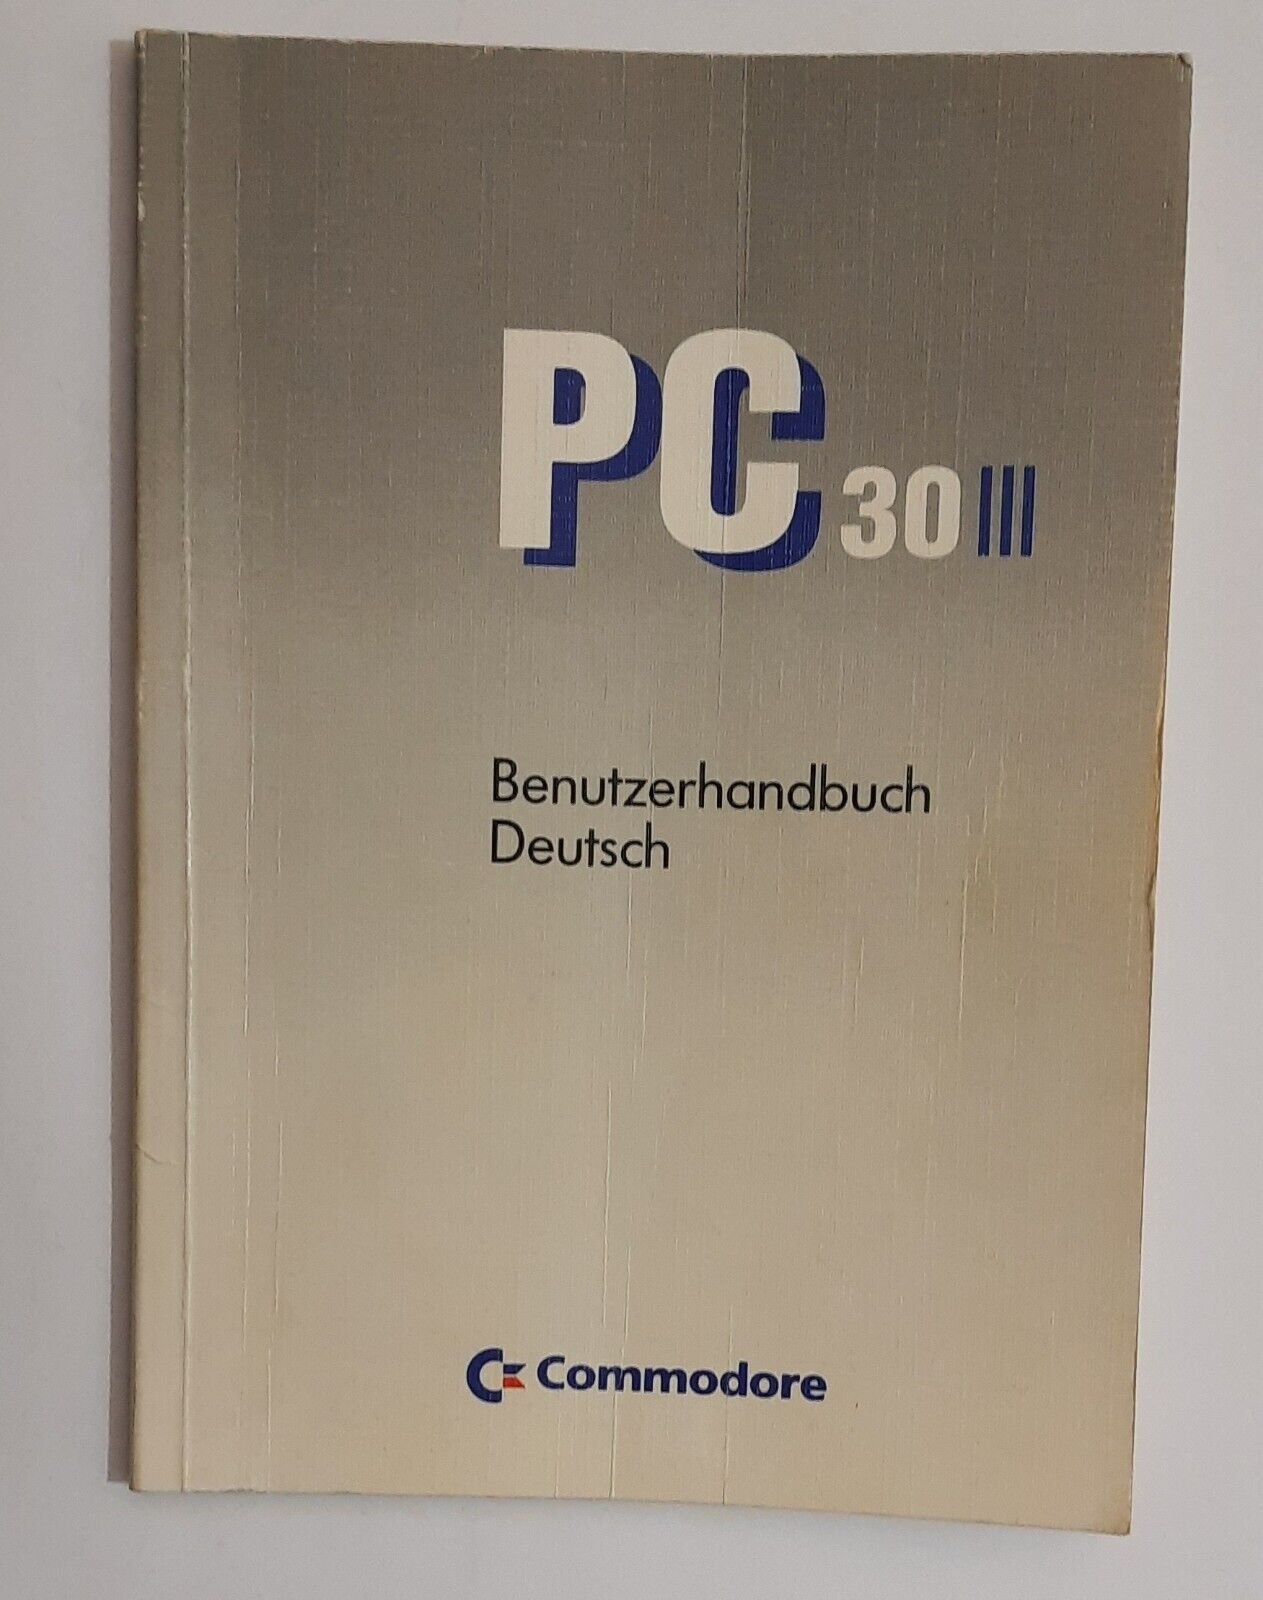 PC 30 III
Benutzerhandbuch
Deutsch
Commodore